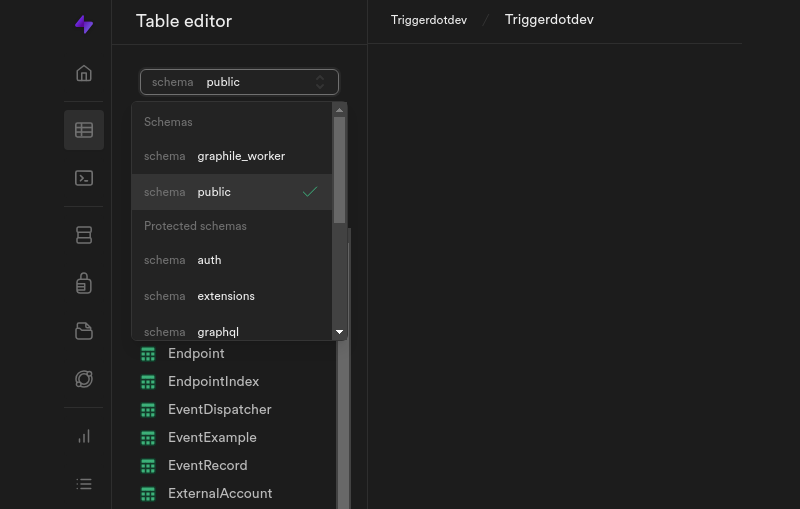 Table editor
Triggerdotdev / Triggerdotdev
schema public
Schemas
schema graphile_worker
schema public
Protected schemas
schema auth
schema extensions
schema graphql
Endpoint
EndpointIndex
EventDispatcher
EventExample
EventRecord
ExternalAccount